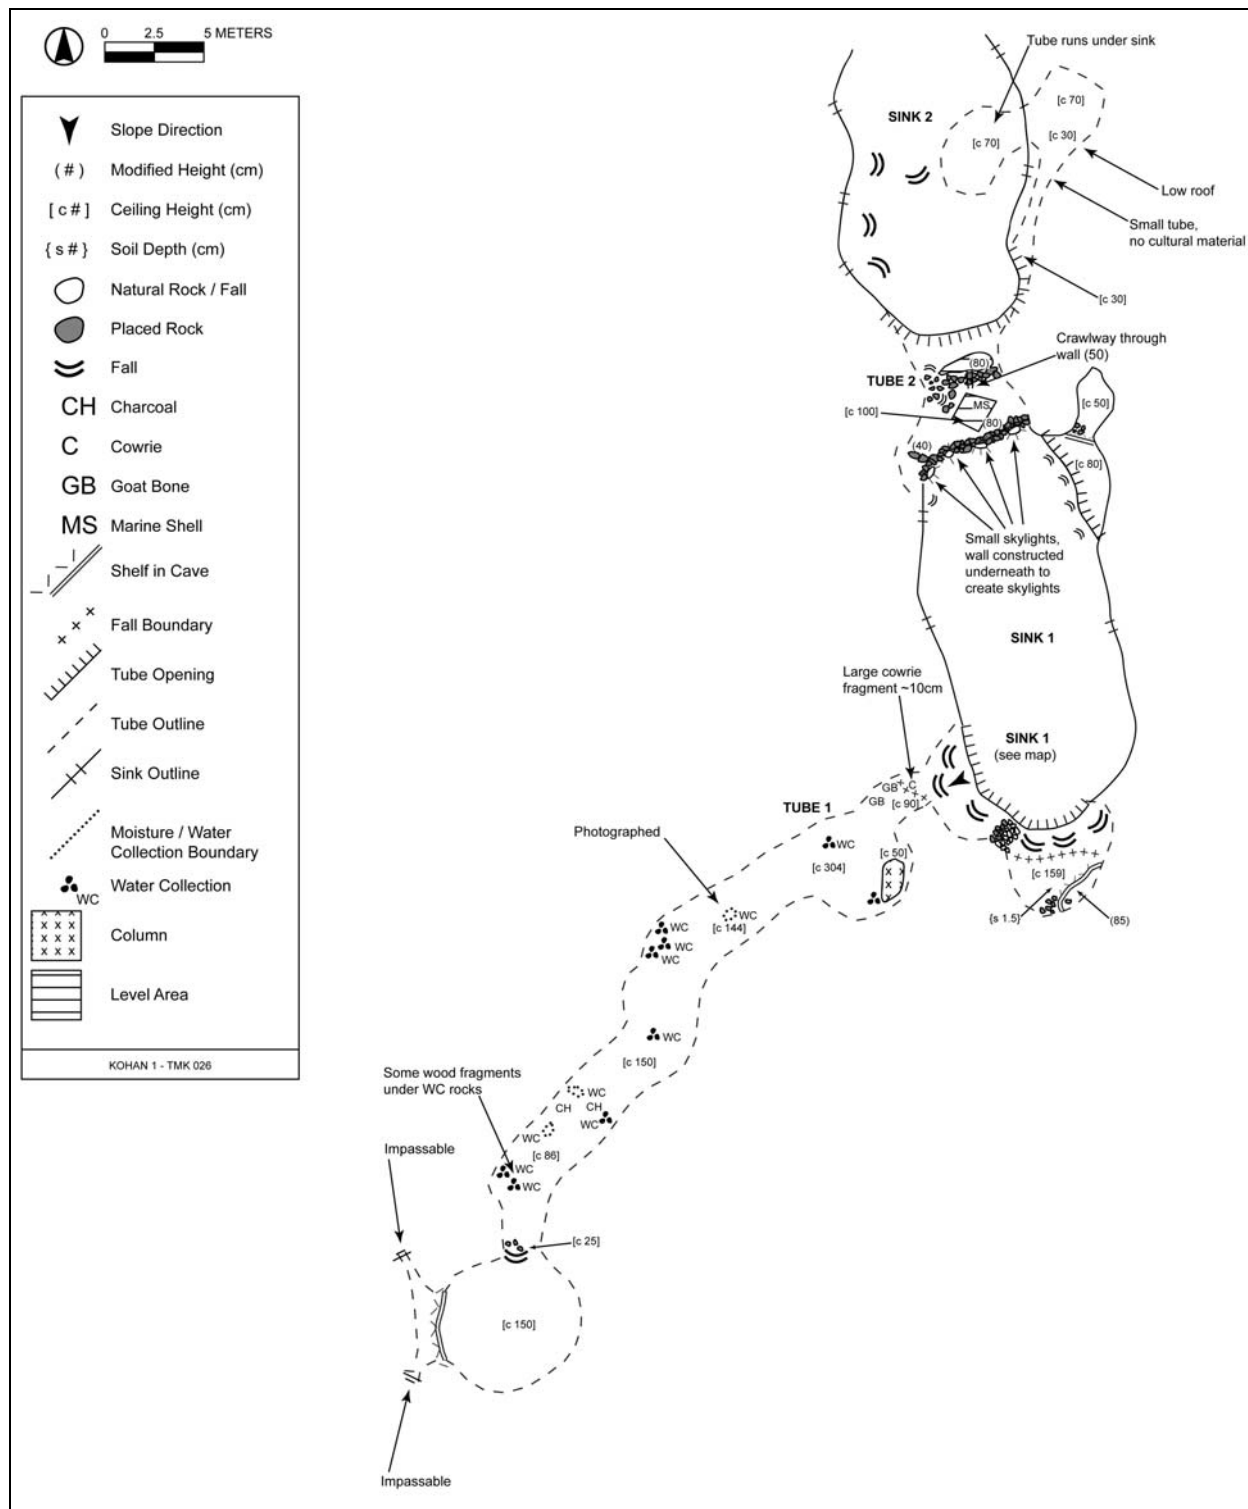 0 2.5 5 METERS
Slope Direction
( # ) Modified Height (cm)
[ c # ] Ceiling Height (cm)
{ s # } Soil Depth (cm)
Natural Rock / Fall
Placed Rock
Fall
CH Charcoal
C Cowrie
GB Goat Bone
MS Marine Shell
Shelf in Cave
Fall Boundary
Tube Opening
Tube Outline
Sink Outline
Moisture / Water
Collection Boundary
WC Water Collection
Column
Level Area
KOHAN 1 - TMK 026
Tube runs under sink
SINK 2
[c 70]
[c 70]
[c 30]
Low roof
Small tube,
no cultural material
[c 30]
Crawlway through
wall (50)
(80)
TUBE 2
MS
[c 100]
(80)
(40)
[c 50]
[c 80]
Small skylights,
wall constructed
underneath to
create skylights
SINK 1
Large cowrie
fragment ~10cm
SINK 1
(see map)
GB
C
GB
[c 90]
TUBE 1
Photographed
WC
[c 304]
[c 50]
[c 159]
{s 1.5}
(85)
WC
[c 144]
WC
WC
WC
WC
[c 150]
Some wood fragments
under WC rocks
WC
CH
CH
WC
WC
[c 86]
WC
WC
Impassable
[c 25]
[c 150]
Impassable